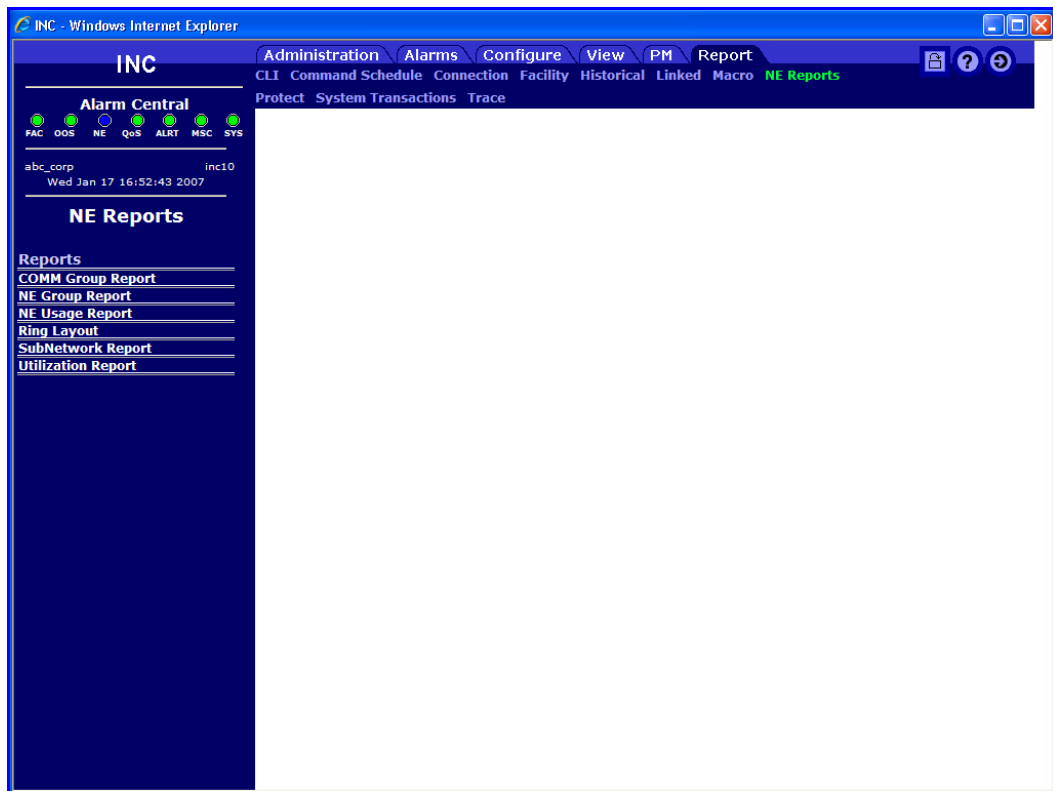 INC - Windows Internet Explorer
INC
Administration Alarms Configure View PM Report
CLI Command Schedule Connection Facility Historical Linked Macro NE Reports
Protect System Transactions Trace
?
Alarm Central
FAC OOS NE QoS ALRT MSC SYS
abc_corp inc10
Wed Jan 17 16:52:43 2007
NE Reports
Reports
COMM Group Report
NE Group Report
NE Usage Report
Ring Layout
SubNetwork Report
Utilization Report